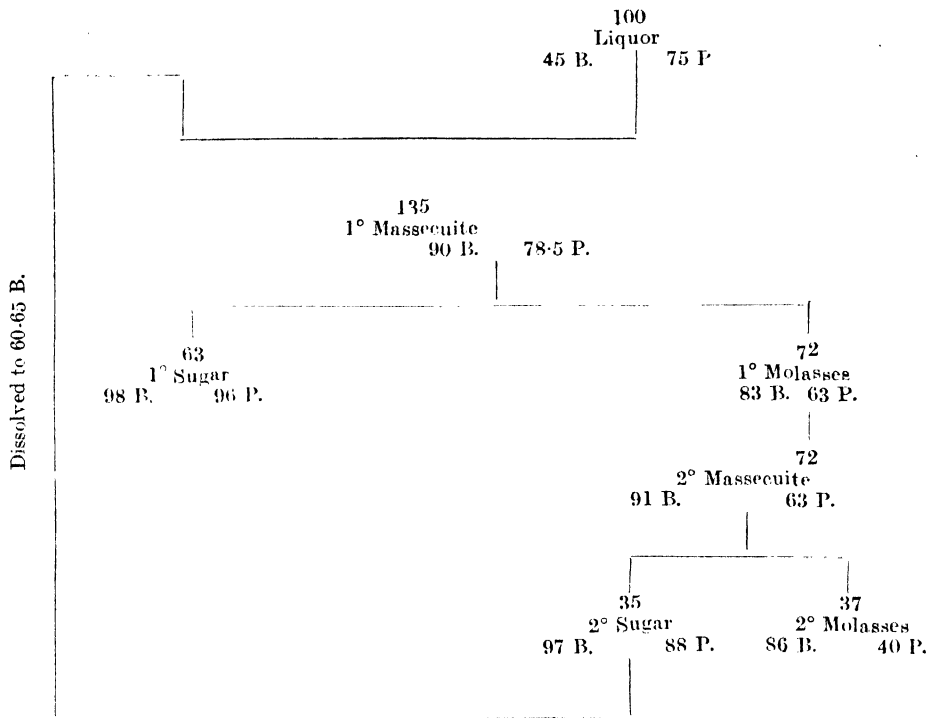 100
Liquor
45 B. 75 P
135
1° Massecuite
90 B. 78·5 P.
Dissolved to 60-65 B.
63
1° Sugar
98 B. 96 P.
72
1° Molasses
83 B. 63 P.
72
2° Massecuite
91 B. 63 P.
35
2° Sugar
97 B. 88 P.
37
2° Molasses
86 B. 40 P.